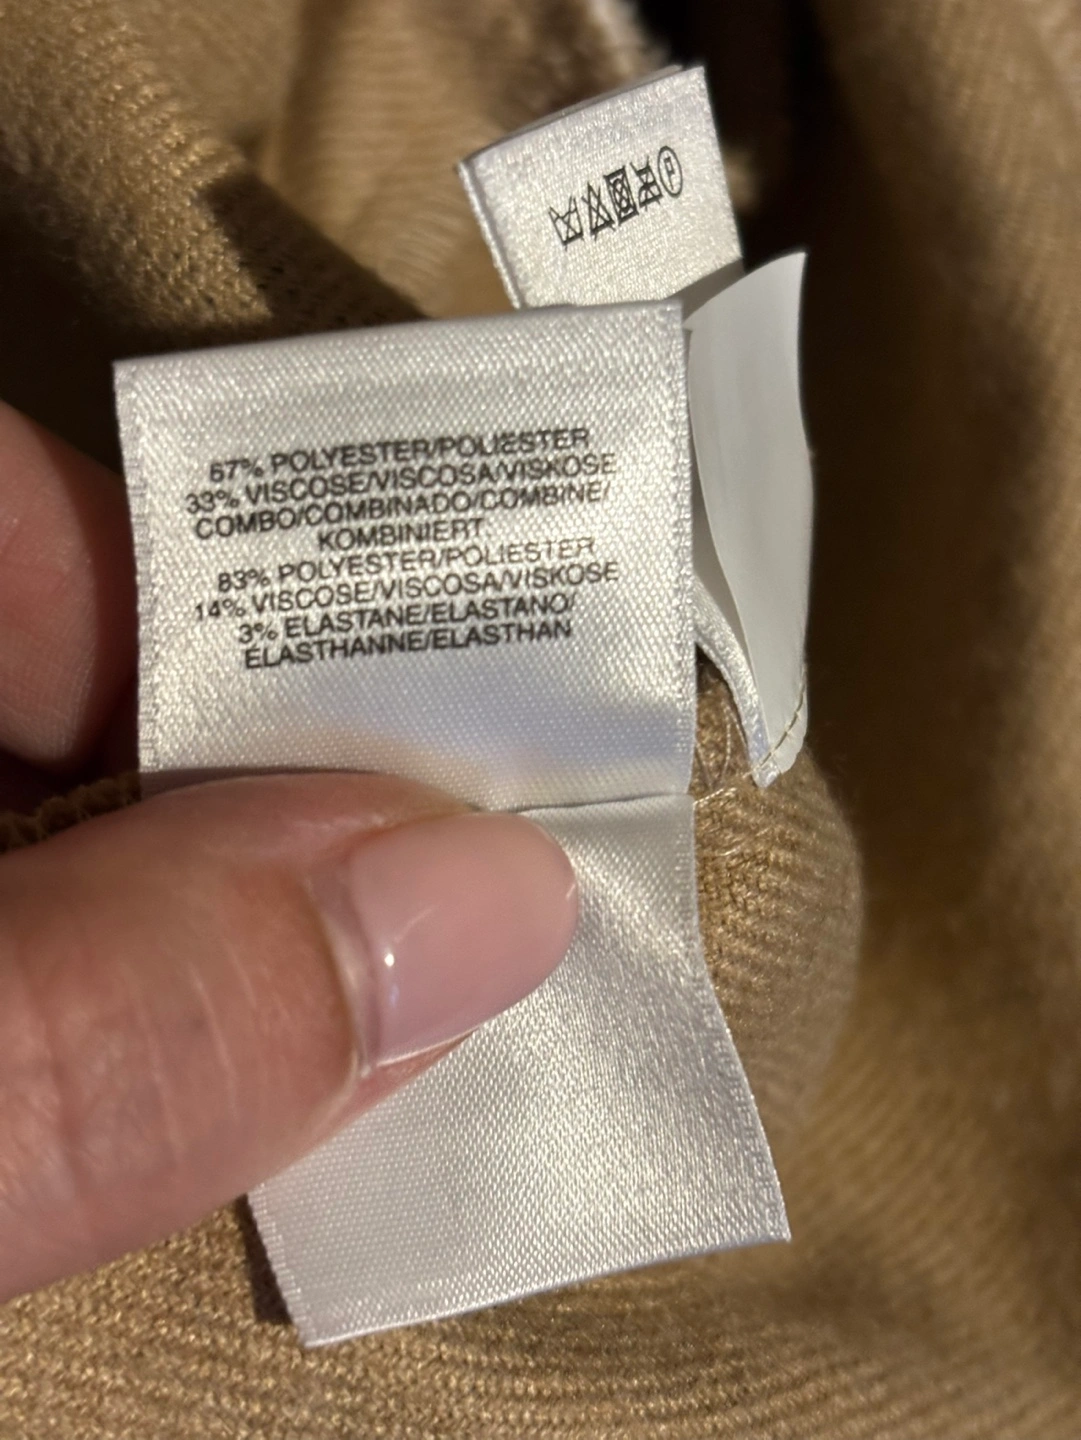 P
67% POLYESTER/POLIESTER
33% VISCOSE/VISCOSA/VISKOSE
COMBO/COMBINADO/COMBINE/
KOMBINIERT
83% POLYESTER/POLIESTER
14% VISCOSE/VISCOSA/VISKOSE
3% ELASTANE/ELASTANO/
ELASTHANNE/ELASTHAN